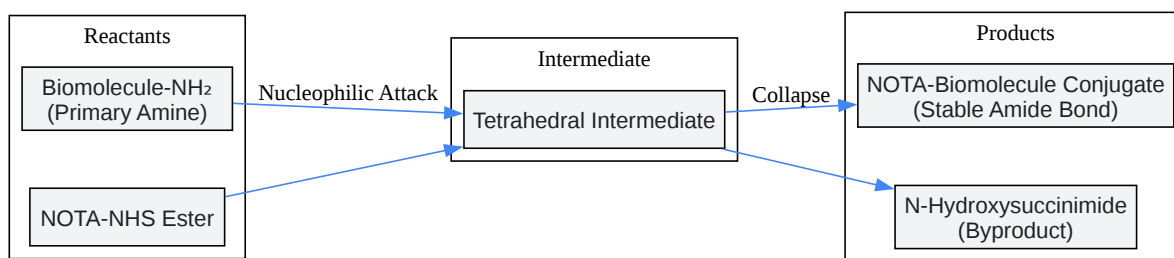 Reactants
Biomolecule-NH₂
(Primary Amine)
NOTA-NHS Ester
Nucleophilic Attack
Intermediate
Tetrahedral Intermediate
Collapse
Products
NOTA-Biomolecule Conjugate
(Stable Amide Bond)
N-Hydroxysuccinimide
(Byproduct)